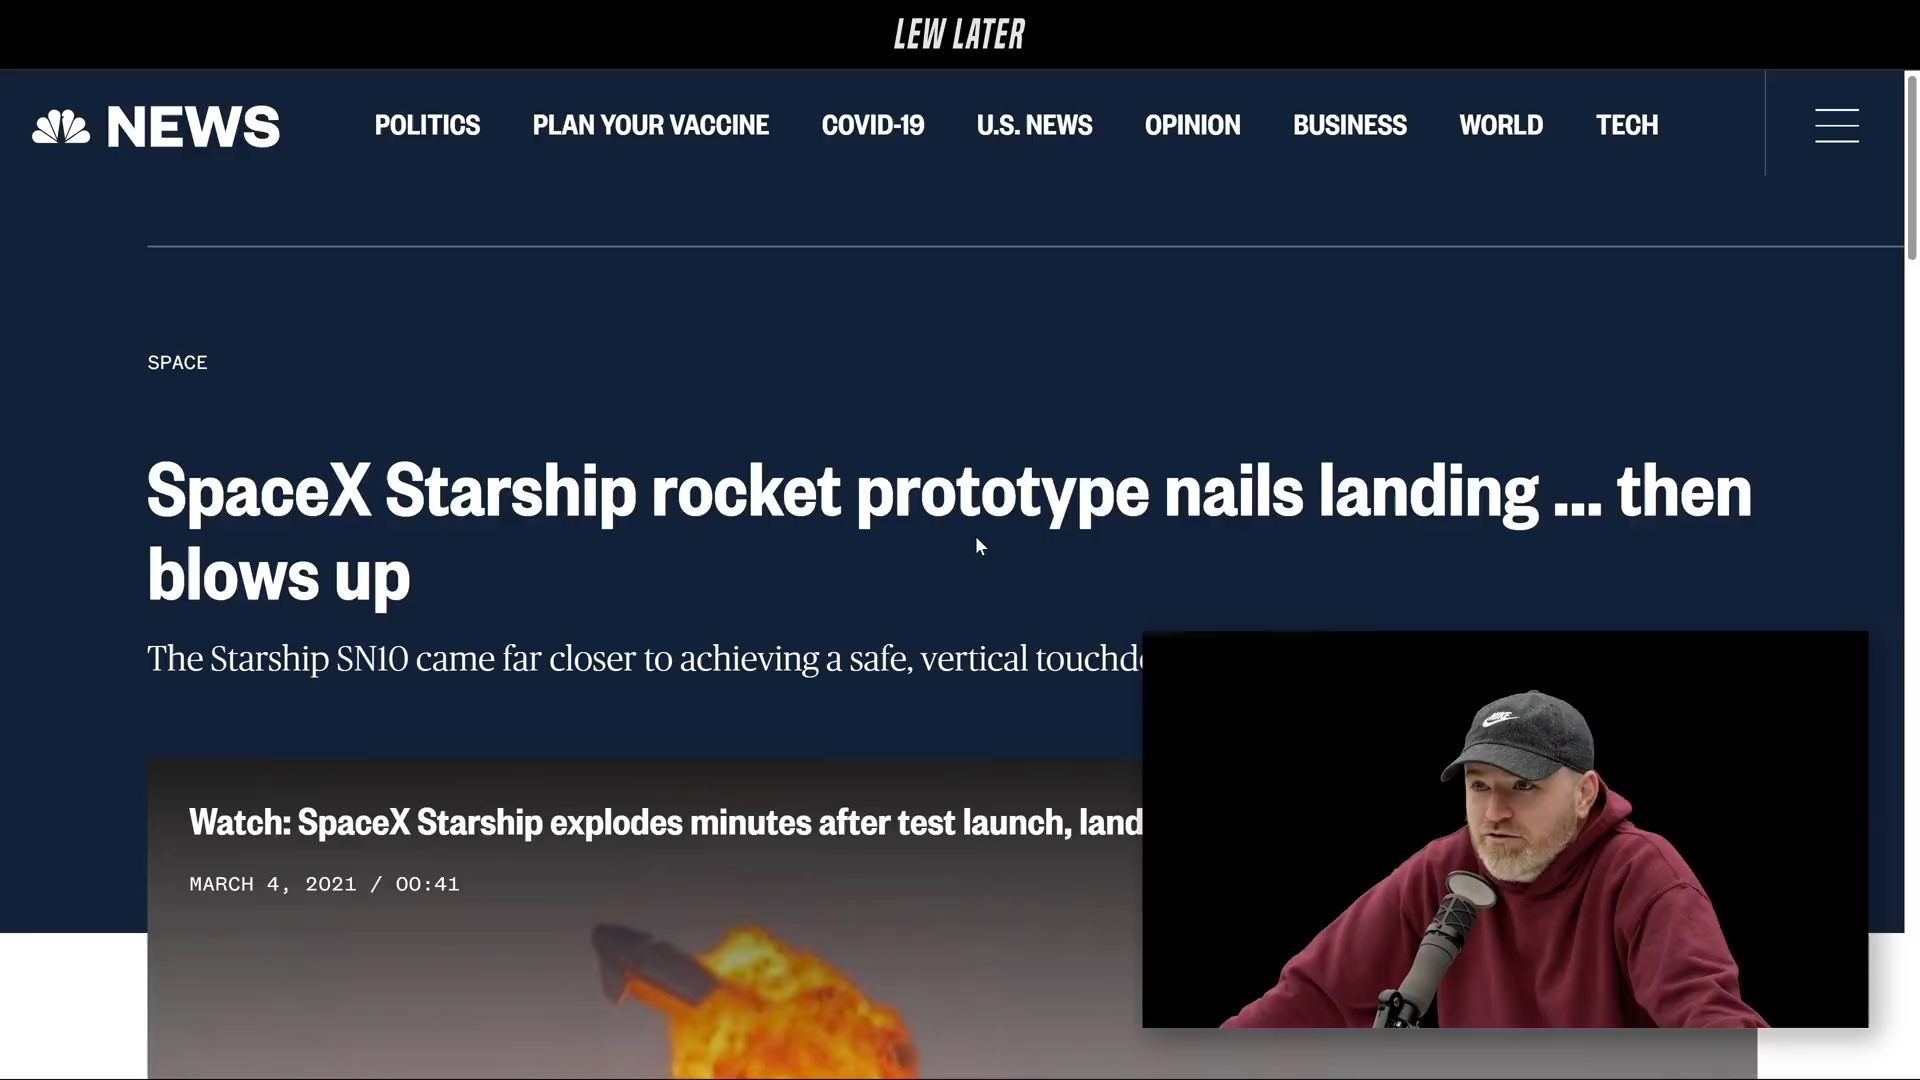 LEW LATER
NEWS
POLITICS PLAN YOUR VACCINE COVID-19 U.S. NEWS OPINION BUSINESS WORLD TECH
SPACE
SpaceX Starship rocket prototype nails landing ... then
blows up
The Starship SN10 came far closer to achieving a safe, vertical
Watch: SpaceX Starship explodes minutes after test launch,
MARCH 4, 2021 / 00:41
NIKE